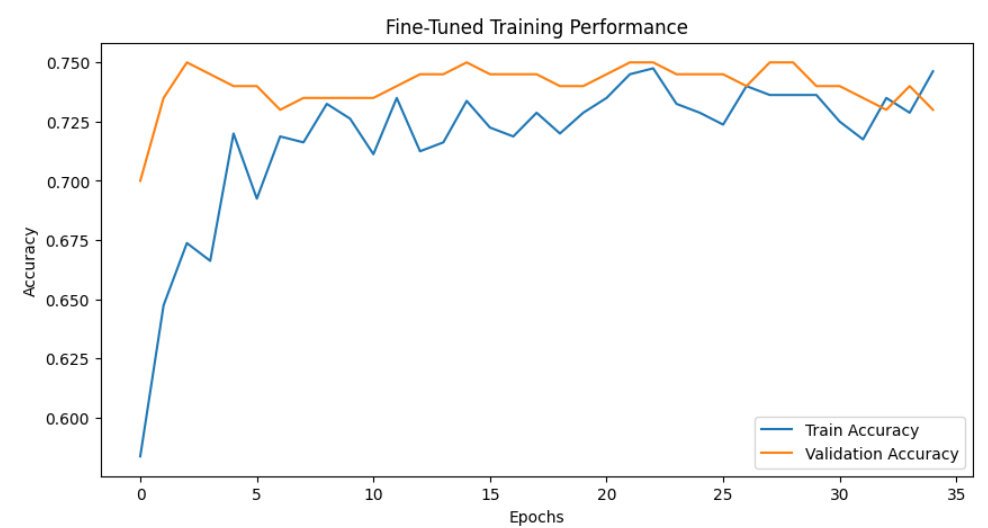 Fine-Tuned Training Performance
Accuracy
0.750
0.725
0.700
0.675
0.650
0.625
0.600
0 5 10 15 20 25 30 35
Epochs
Train Accuracy
Validation Accuracy